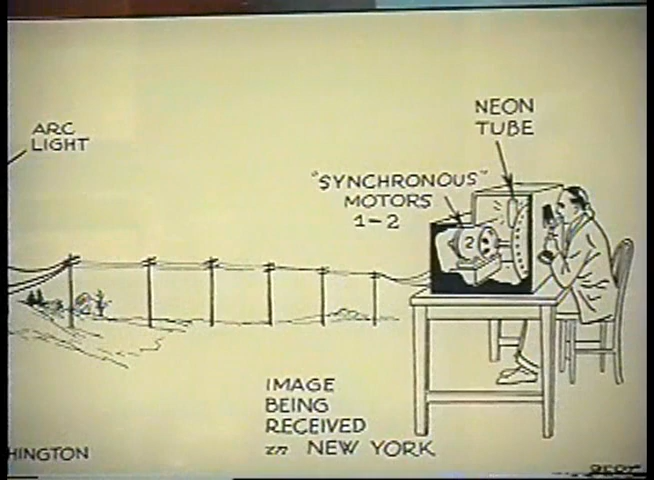 NEON
TUBE
ARC
LIGHT
"SYNCHRONOUS"
MOTORS
1-2
2
IMAGE
BEING
RECEIVED
in NEW YORK
HINGTON